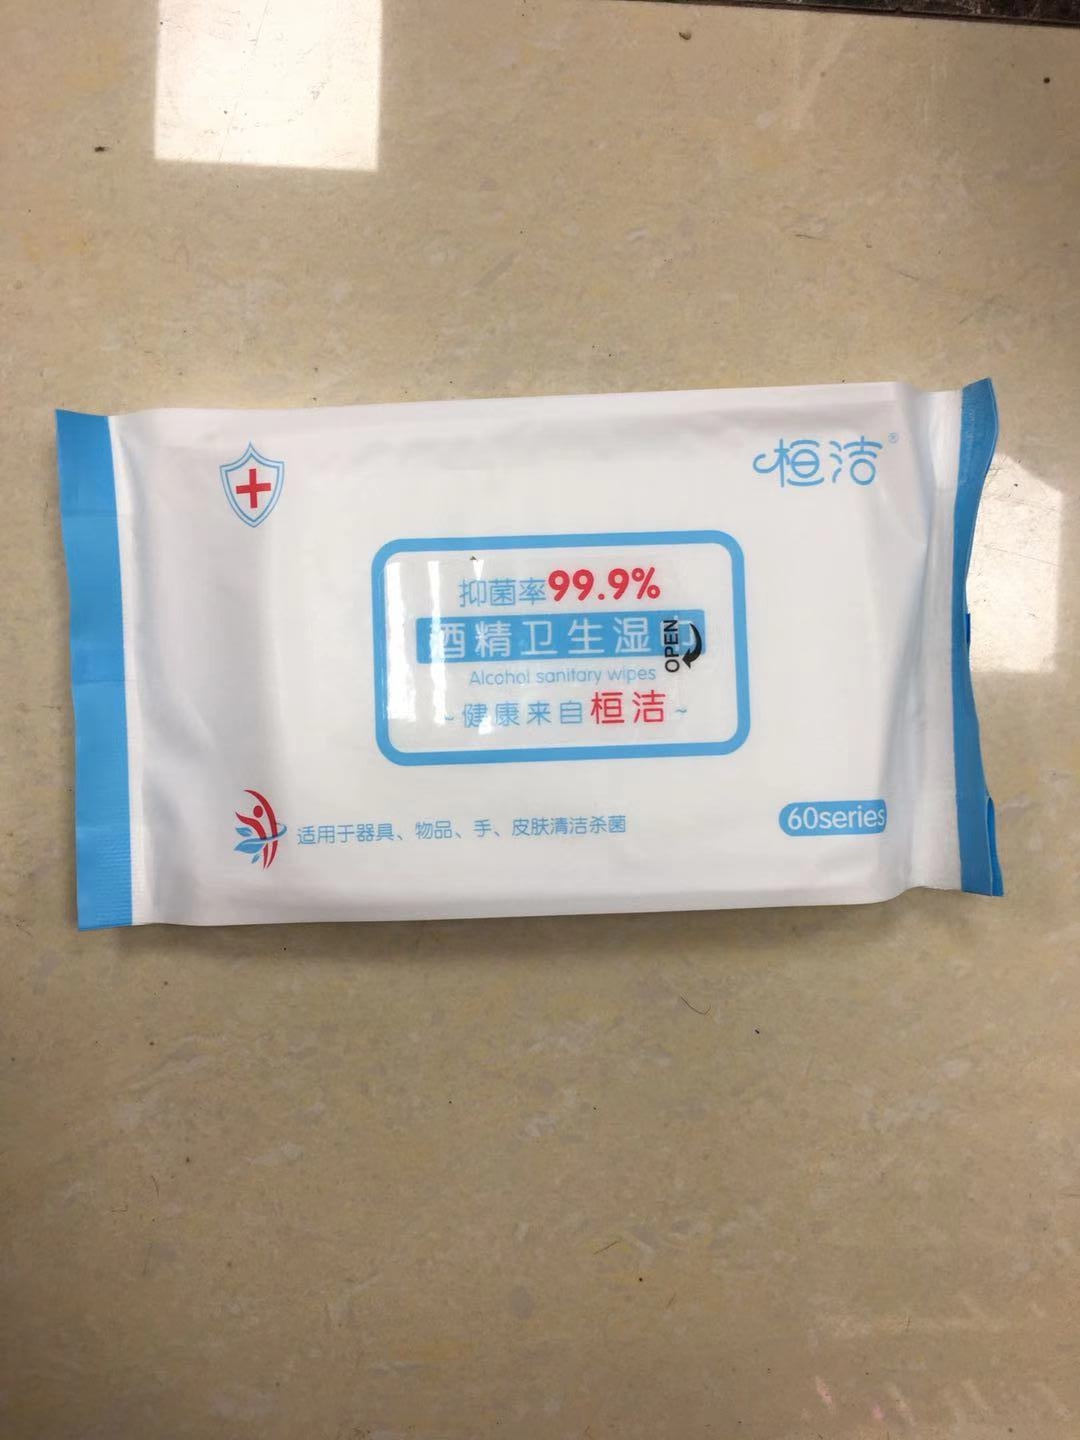 桓洁®
抑菌率99.9%
酒精卫生湿巾
OPEN
Alcohol sanitary wipes
~健康来自桓洁~
适用于器具、物品、手、皮肤清洁杀菌
60series